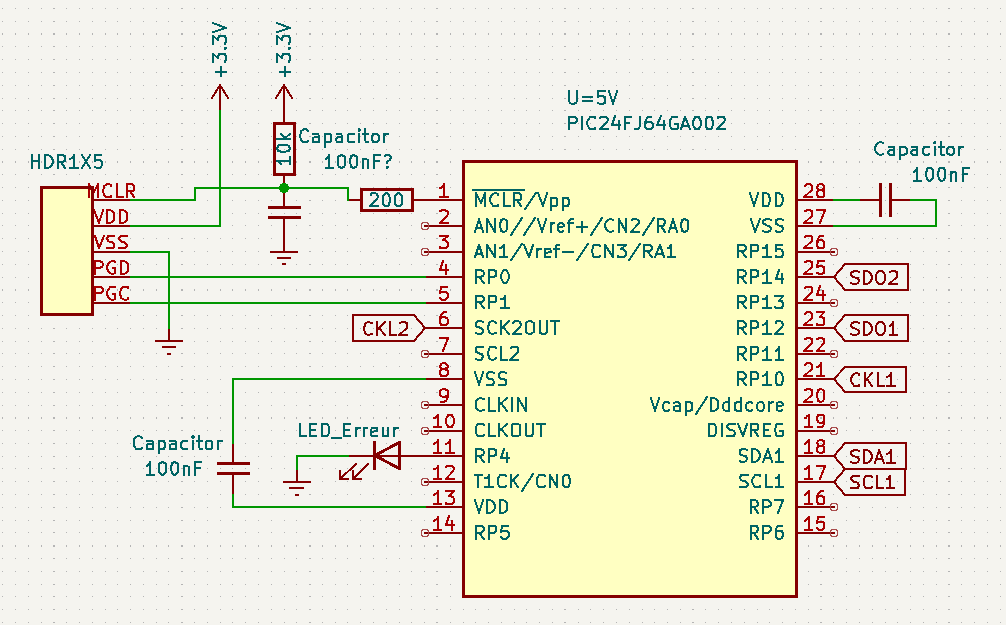 +3.3V
+3.3V
10k
Capacitor
100nF?
HDR1X5
MCLR
VDD
VSS
PGD
PGC
200
U=5V
PIC24FJ64GA002
Capacitor
100nF
1 MCLR/Vpp
2 AN0//Vref+/CN2/RA0
3 AN1/Vref-/CN3/RA1
4 RP0
5 RP1
CKL2 6 SCK2OUT
7 SCL2
8 VSS
9 CLKIN
10 CLKOUT
11 RP4
12 T1CK/CN0
13 VDD
14 RP5
Capacitor
100nF
LED_Erreur
VDD 28
VSS 27
RP15 26
RP14 25 SDO2
RP13 24
RP12 23 SDO1
RP11 22
RP10 21 CKL1
Vcap/Dddcore 20
DISVREG 19
SDA1 18 SDA1
SCL1 17 SCL1
RP7 16
RP6 15